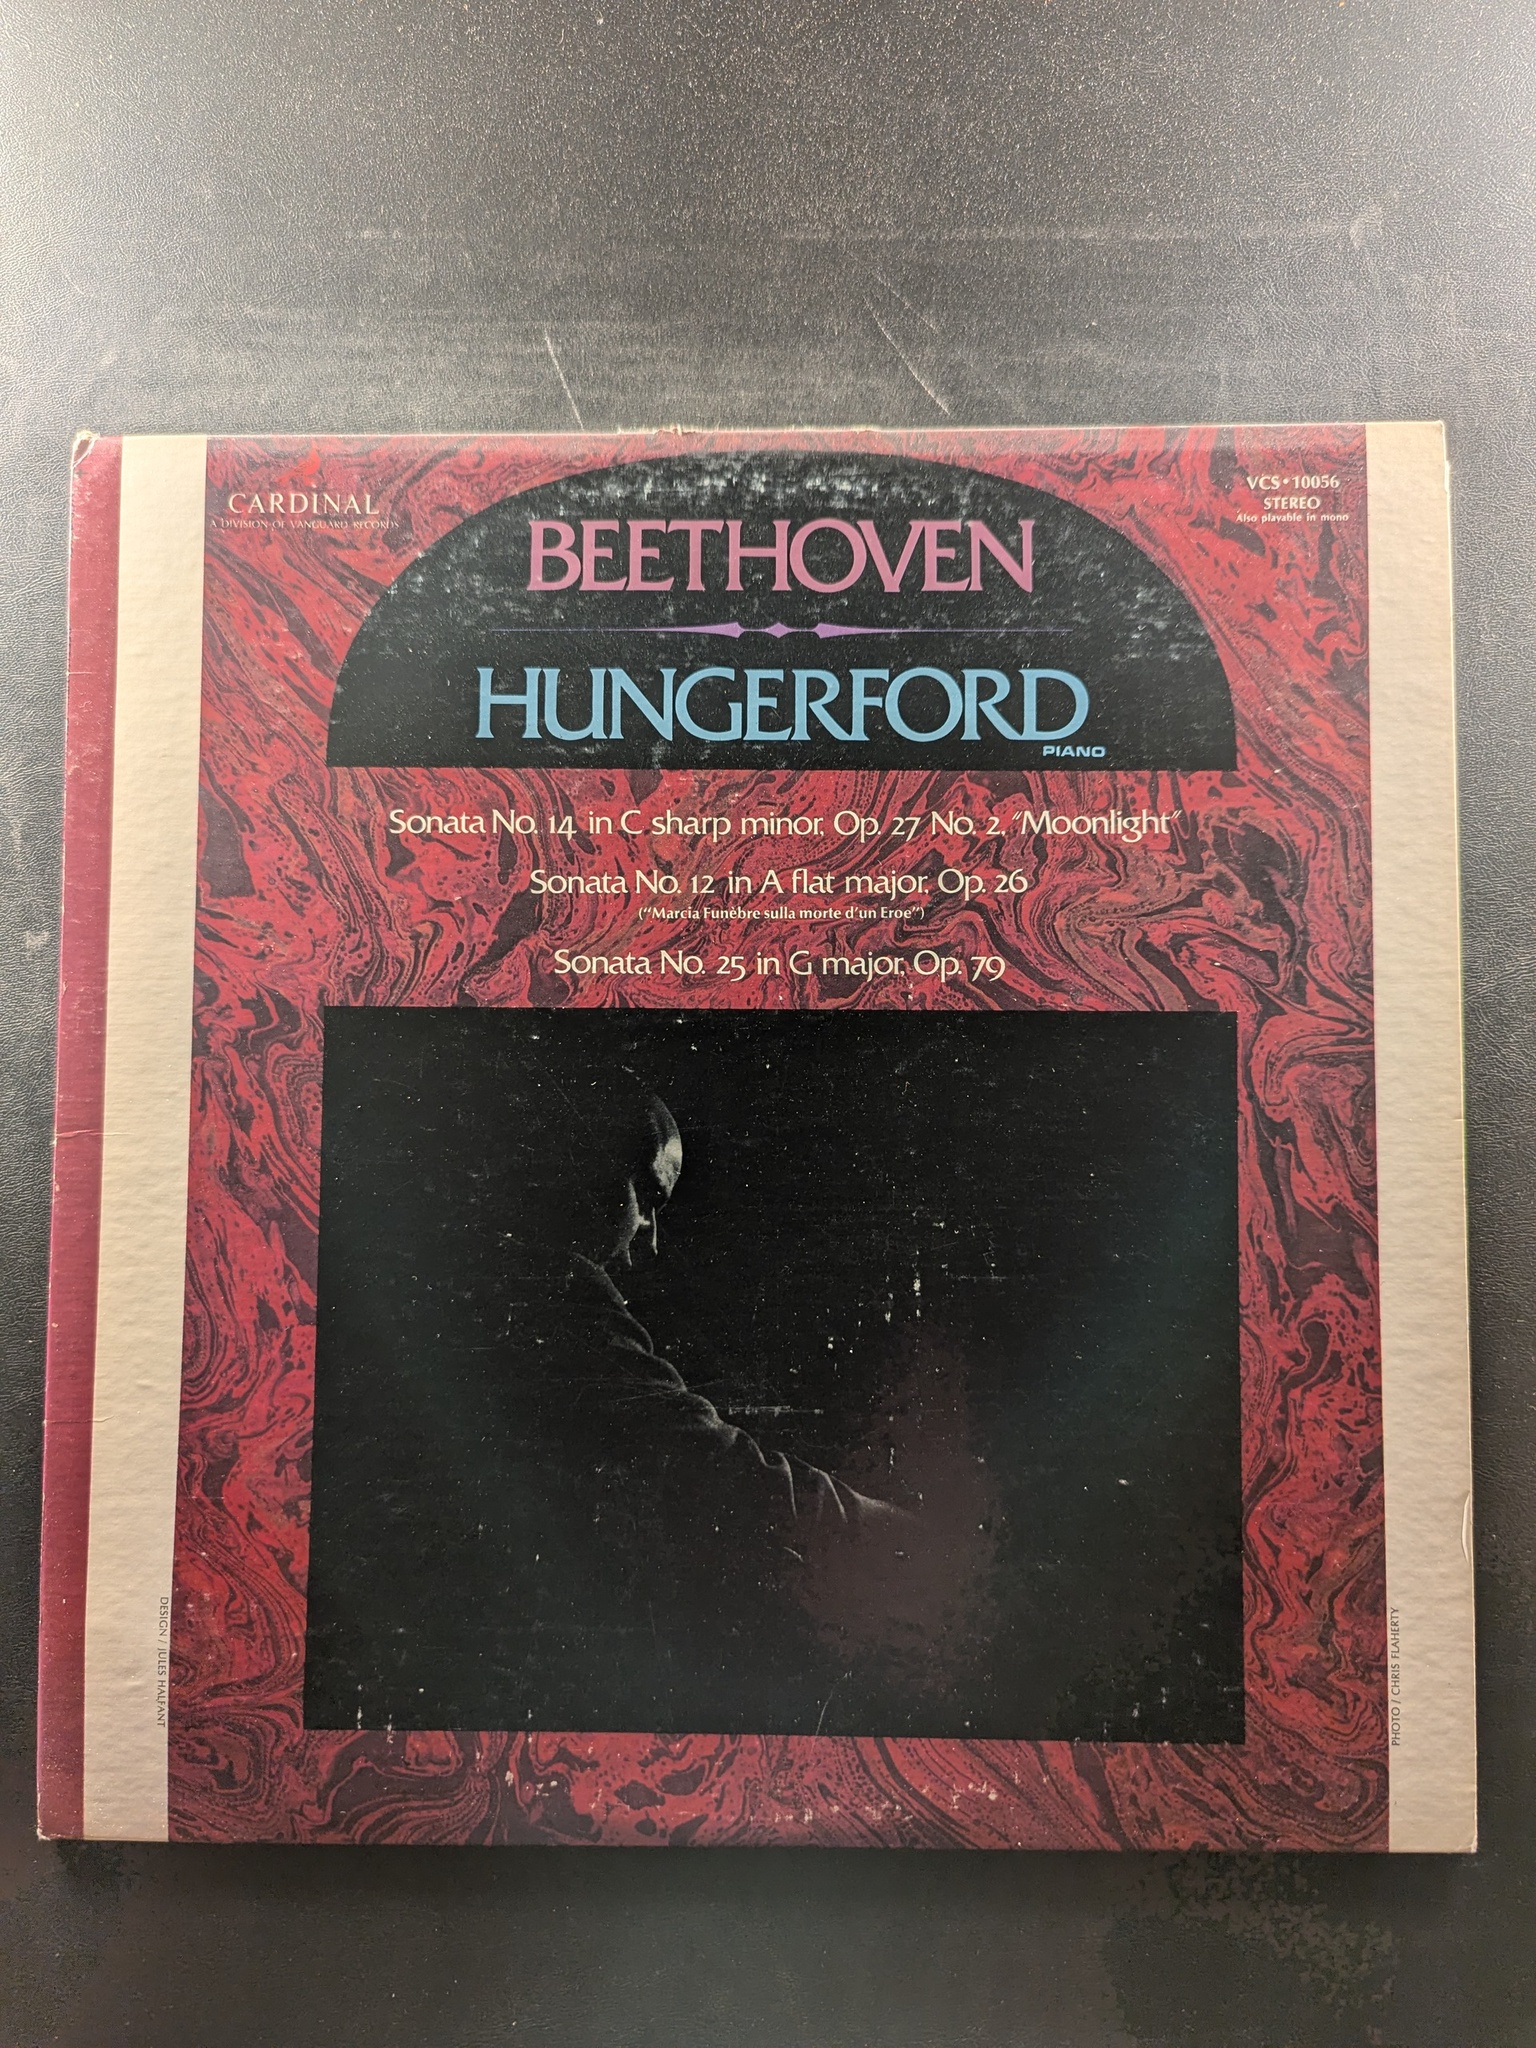 CARDINAL
A DIVISION OF VANGUARD RECORDS
VCS•10056
STEREO
Also playable in mono
BEETHOVEN
HUNGERFORD
PIANO
Sonata No. 14 in C sharp minor, Op. 27 No. 2, "Moonlight"
Sonata No. 12 in A flat major, Op. 26
("Marcia Funèbre sulla morte d'un Eroe")
Sonata No. 25 in G major, Op. 79
DESIGN / JULES HALFANT
PHOTO / CHRIS FLAHERTY